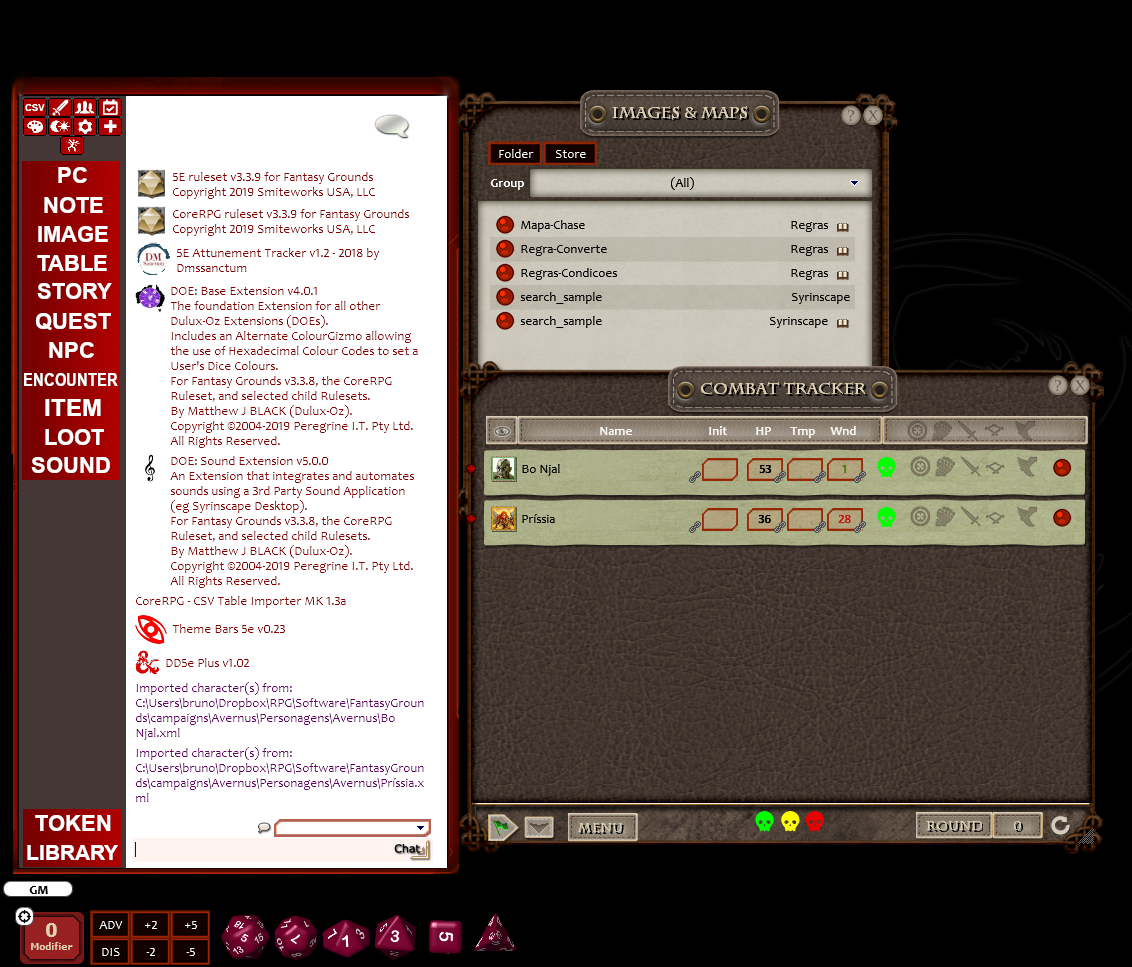 CSV
PC
NOTE
IMAGE
TABLE
STORY
QUEST
NPC
ENCOUNTER
ITEM
LOOT
SOUND
TOKEN
LIBRARY
5E ruleset v3.3.9 for Fantasy Grounds
Copyright 2019 Smiteworks USA, LLC
CoreRPG ruleset v3.3.9 for Fantasy Grounds
Copyright 2019 Smiteworks USA, LLC
DM
5E Attunement Tracker v1.2 - 2018 by
Dmssanctum
DOE: Base Extension v4.0.1
The foundation Extension for all other
Dulux-Oz Extensions (DOEs).
Includes an Alternate ColourGizmo allowing
the use of Hexadecimal Colour Codes to set a
User's Dice Colours.
For Fantasy Grounds v3.3.8, the CoreRPG
Ruleset, and selected child Rulesets.
By Matthew J BLACK (Dulux-Oz).
Copyright ©2004-2019 Peregrine I.T. Pty Ltd.
All Rights Reserved.
DOE: Sound Extension v5.0.0
An Extension that integrates and automates
sounds using a 3rd Party Sound Application
(eg Syrinscape Desktop).
For Fantasy Grounds v3.3.8, the CoreRPG
Ruleset, and selected child Rulesets.
By Matthew J BLACK (Dulux-Oz).
Copyright ©2004-2019 Peregrine I.T. Pty Ltd.
All Rights Reserved.
CoreRPG - CSV Table Importer MK 1.3a
Theme Bars 5e v0.23
DD5e Plus v1.02
Imported character(s) from:
C:\Users\bruno\Dropbox\RPG\Software\FantasyGroun
ds\campaigns\Avernus\Personagens\Avernus\Bo
Njal.xml
Imported character(s) from:
C:\Users\bruno\Dropbox\RPG\Software\FantasyGroun
ds\campaigns\Avernus\Personagens\Avernus\Príssia.x
ml
Chat
IMAGES & MAPS
? X
Folder Store
Group (All)
Mapa-Chase Regras
Regra-Converte Regras
Regras-Condicoes Regras
search_sample Syrinscape
search_sample Syrinscape
COMBAT TRACKER
? X
Name Init HP Tmp Wnd
Bo Njal 53 1
Príssia 36 28
MENU ROUND 0
GM
0
Modifier
ADV +2 +5
DIS -2 -5
5 7 1 3 5